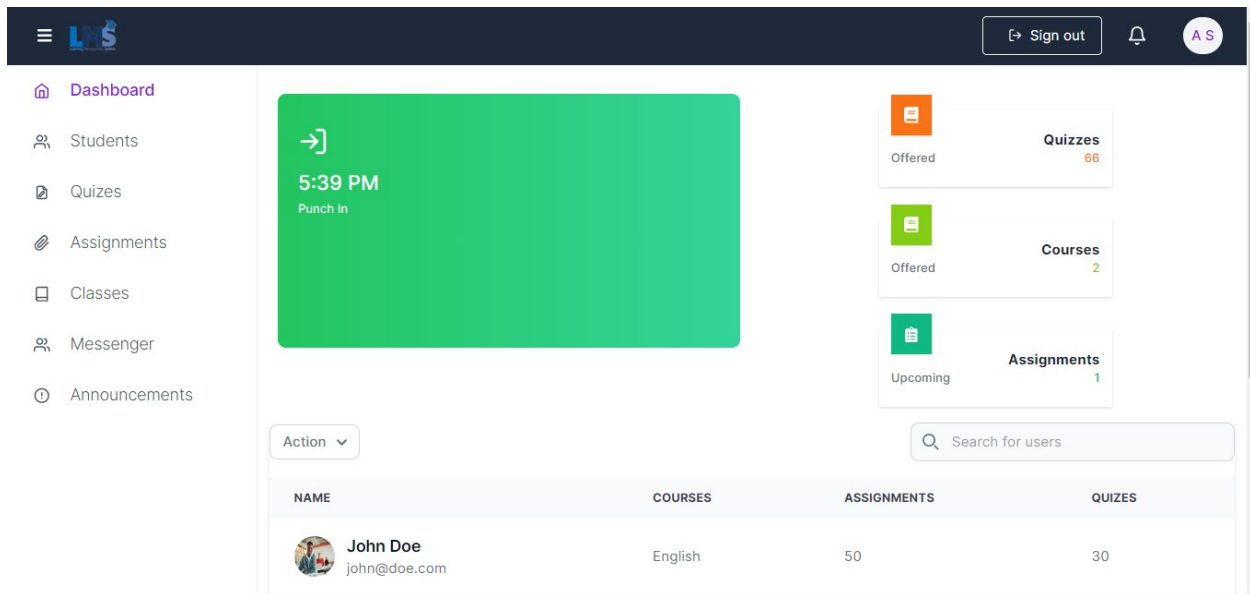 LMS
Sign out
A S
Dashboard
Students
Quizes
Assignments
Classes
Messenger
Announcements
5:39 PM
Punch In
Quizzes
Offered
66
Courses
Offered
2
Assignments
Upcoming
1
Action
Search for users
NAME COURSES ASSIGNMENTS QUIZES
John Doe
john@doe.com
English 50 30